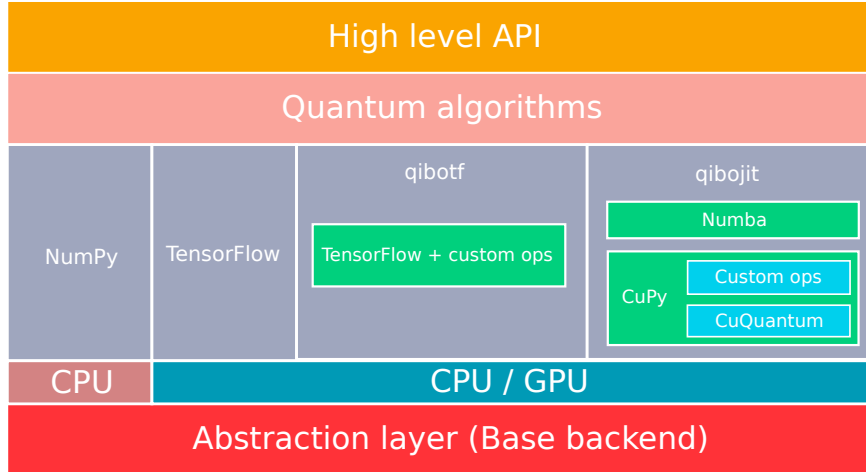 High level API
Quantum algorithms
NumPy
TensorFlow
qibotf
TensorFlow + custom ops
qibojit
Numba
CuPy
Custom ops
CuQuantum
CPU
CPU / GPU
Abstraction layer (Base backend)